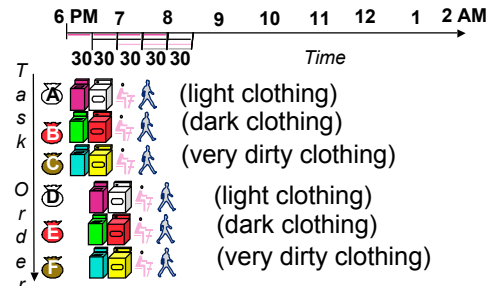 6 PM 7 8 9 10 11 12 1 2 AM
30 30 30 30 30
Time
Task Order
A (light clothing)
B (dark clothing)
C (very dirty clothing)
D (light clothing)
E (dark clothing)
F (very dirty clothing)